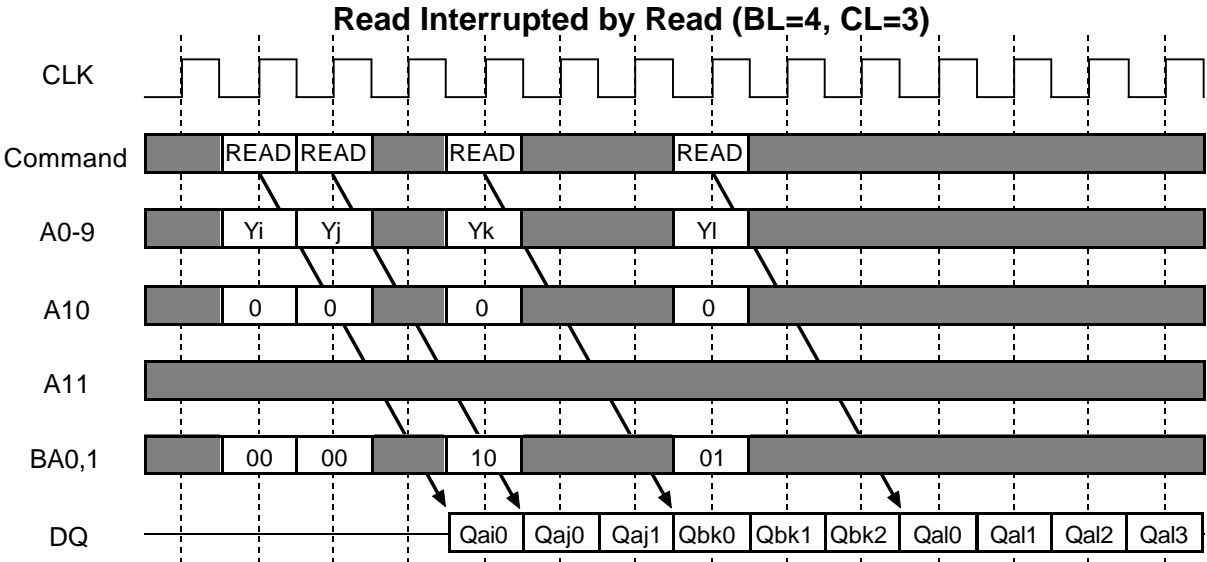 Read Interrupted by Read (BL=4, CL=3)
CLK
Command READ READ READ READ
A0-9 Yi Yj Yk Yl
A10 0 0 0 0
A11
BA0,1 00 00 10 01
DQ Qai0 Qaj0 Qaj1 Qbk0 Qbk1 Qbk2 Qal0 Qal1 Qal2 Qal3